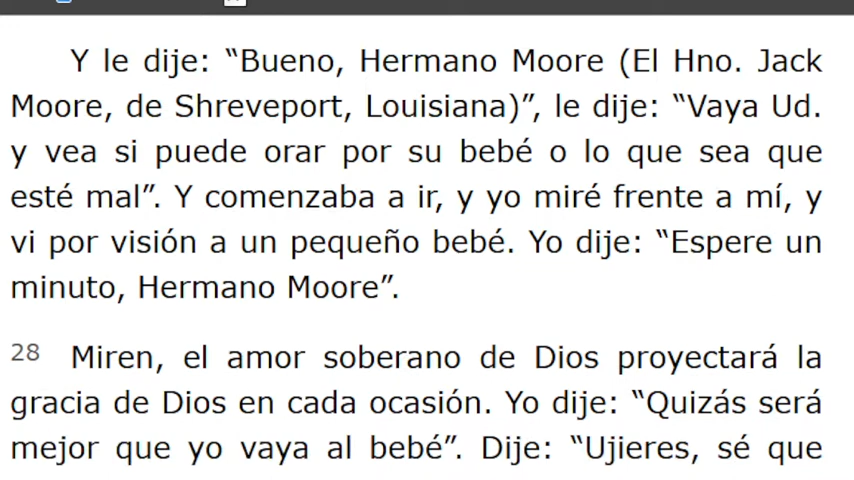 Y le dije: “Bueno, Hermano Moore (El Hno. Jack
Moore, de Shreveport, Louisiana)”, le dije: “Vaya Ud.
y vea si puede orar por su bebé o lo que sea que
esté mal”. Y comenzaba a ir, y yo miré frente a mí, y
vi por visión a un pequeño bebé. Yo dije: “Espere un
minuto, Hermano Moore”.
28 Miren, el amor soberano de Dios proyectará la
gracia de Dios en cada ocasión. Yo dije: “Quizás será
mejor que yo vaya al bebé”. Dije: “Ujieres, sé que